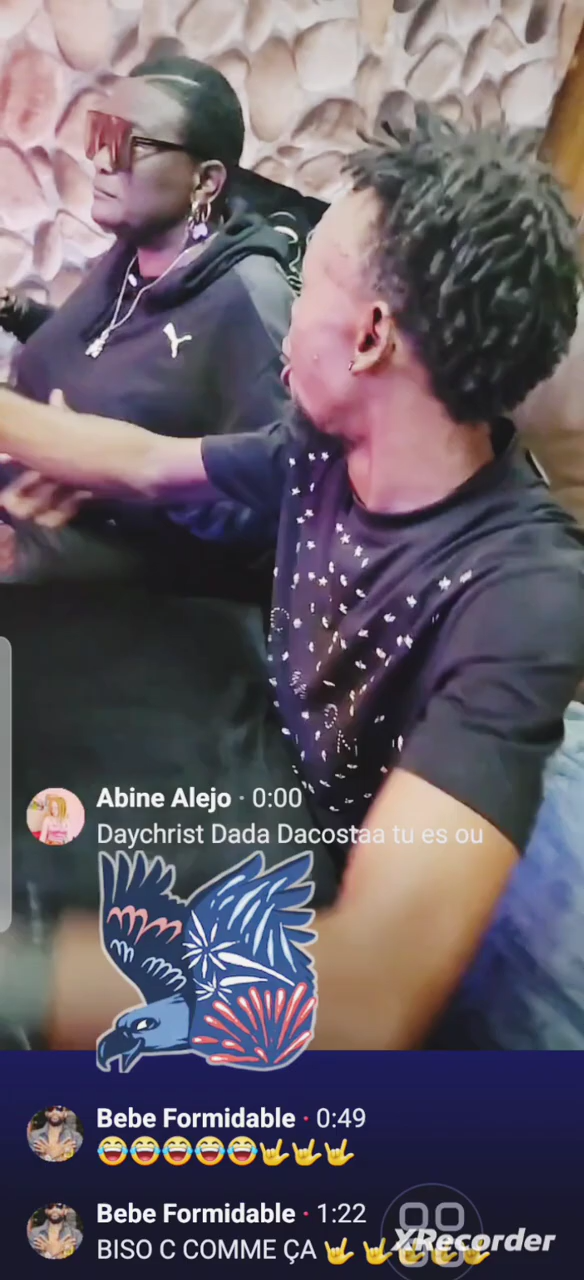 Abine Alejo · 0:00
Daychrist Dada Dacostaa tu es ou
Bebe Formidable · 0:49
😂😂😂😂😂🤟🤟🤟
Bebe Formidable · 1:22
BISO C COMME ÇA 🤟 🤟
XRecorder